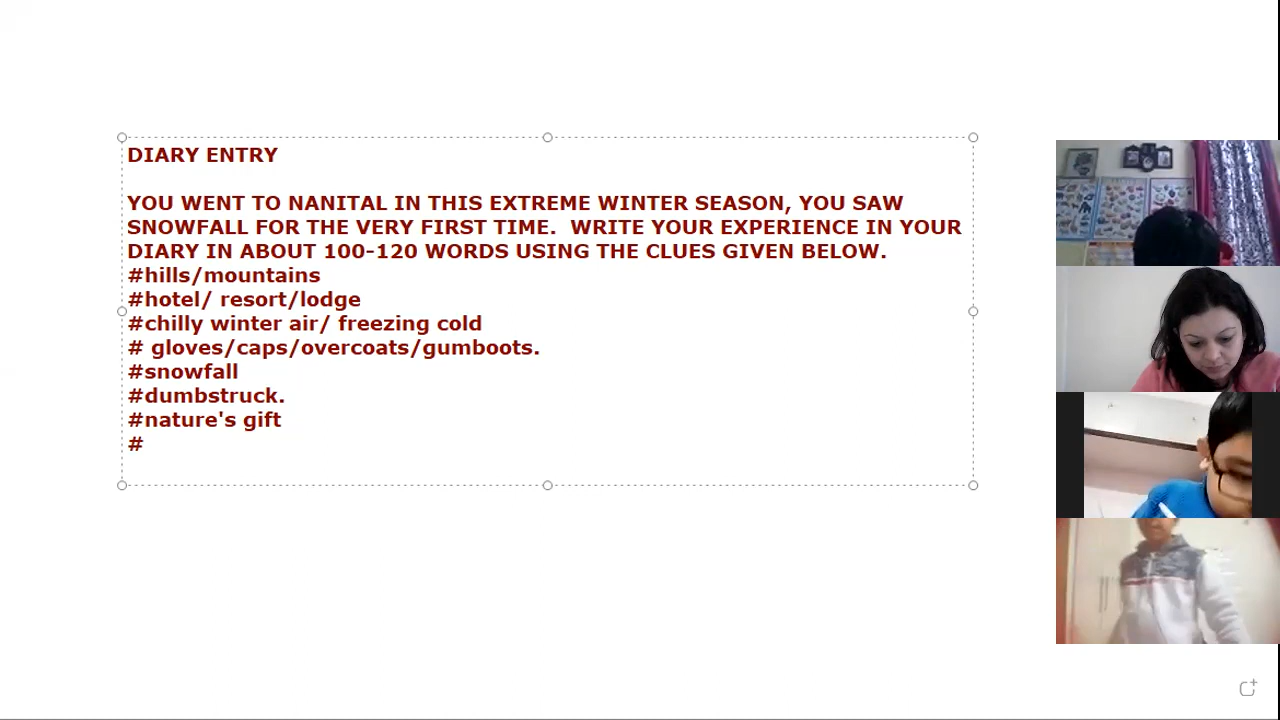 DIARY ENTRY
YOU WENT TO NANITAL IN THIS EXTREME WINTER SEASON, YOU SAW
SNOWFALL FOR THE VERY FIRST TIME.  WRITE YOUR EXPERIENCE IN YOUR
DIARY IN ABOUT 100-120 WORDS USING THE CLUES GIVEN BELOW.
#hills/mountains
#hotel/ resort/lodge
#chilly winter air/ freezing cold
# gloves/caps/overcoats/gumboots.
#snowfall
#dumbstruck.
#nature's gift
#